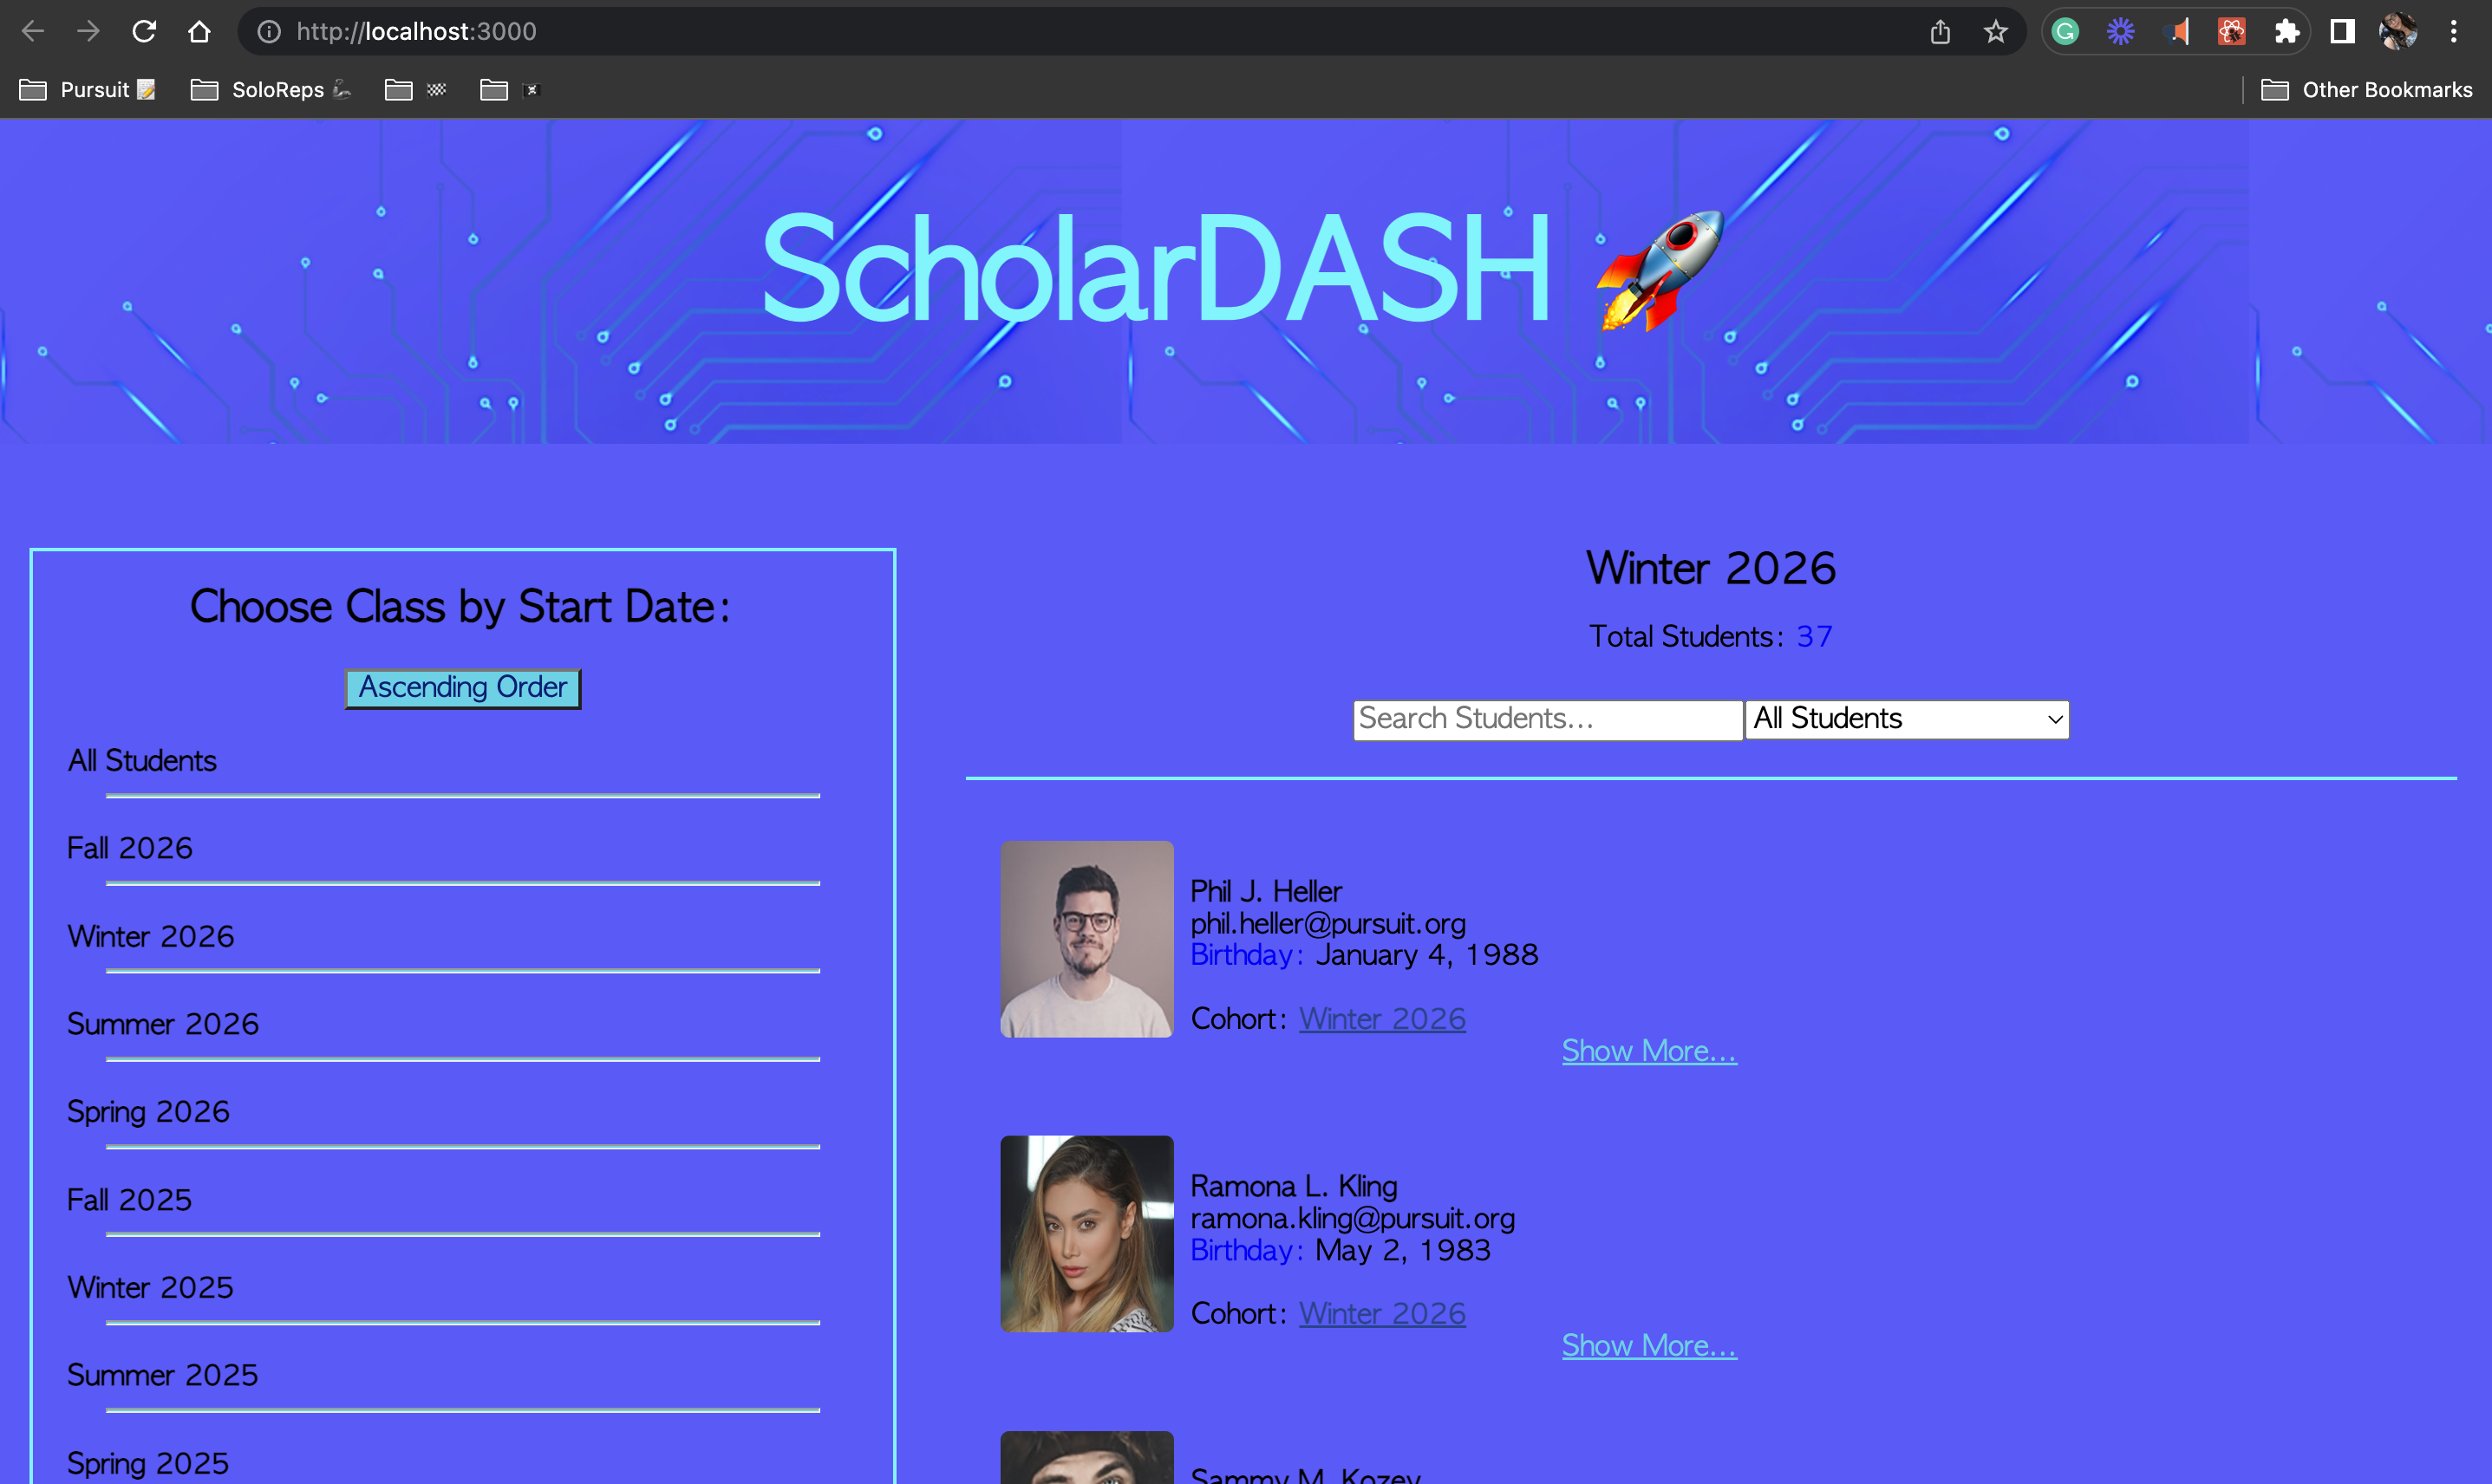 http://localhost:3000
Pursuit
SoloReps
Other Bookmarks
ScholarDASH
Choose Class by Start Date:
Ascending Order
All Students
Fall 2026
Winter 2026
Summer 2026
Spring 2026
Fall 2025
Winter 2025
Summer 2025
Spring 2025
Winter 2026
Total Students: 37
Search Students...
All Students
Phil J. Heller
phil.heller@pursuit.org
Birthday: January 4, 1988
Cohort: Winter 2026
Show More...
Ramona L. Kling
ramona.kling@pursuit.org
Birthday: May 2, 1983
Cohort: Winter 2026
Show More...
Sammy M. Kozey